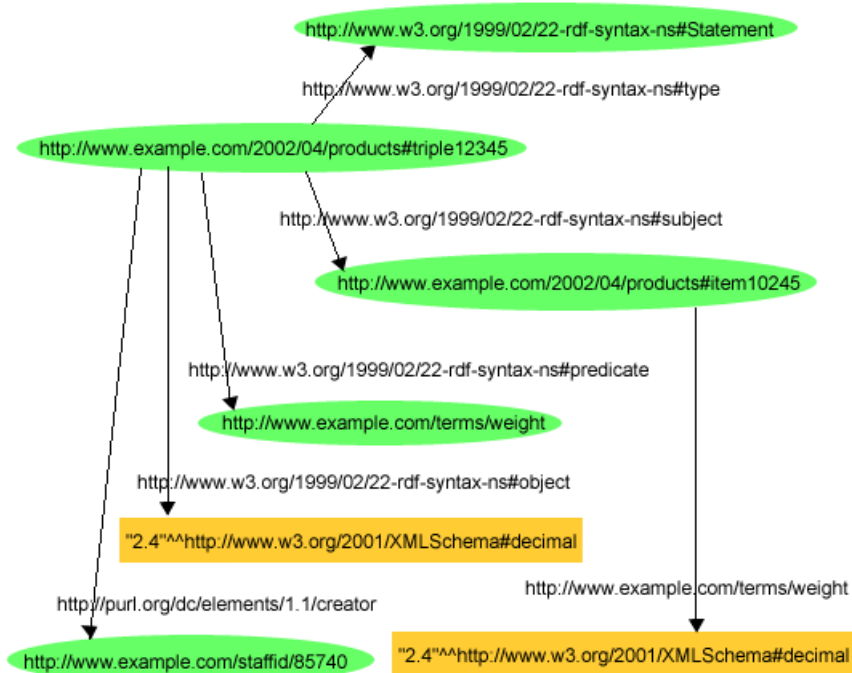 http://www.w3.org/1999/02/22-rdf-syntax-ns#Statement
http://www.w3.org/1999/02/22-rdf-syntax-ns#type
http://www.example.com/2002/04/products#triple12345
http://www.w3.org/1999/02/22-rdf-syntax-ns#subject
http://www.example.com/2002/04/products#item10245
http://www.w3.org/1999/02/22-rdf-syntax-ns#predicate
http://www.example.com/terms/weight
http://www.w3.org/1999/02/22-rdf-syntax-ns#object
"2.4"^^http://www.w3.org/2001/XMLSchema#decimal
http://www.example.com/terms/weight
http://purl.org/dc/elements/1.1/creator
http://www.example.com/staffid/85740
"2.4"^^http://www.w3.org/2001/XMLSchema#decimal